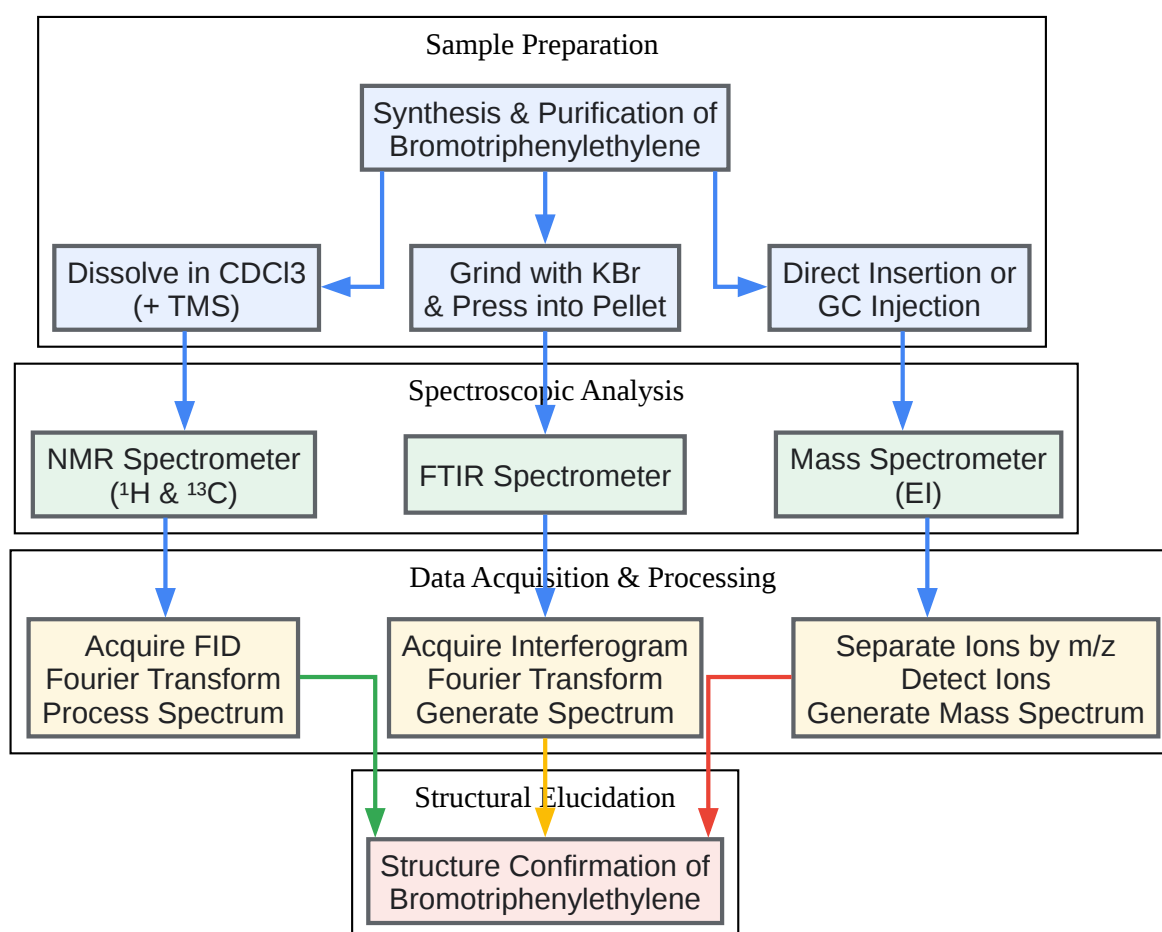 Sample Preparation
Synthesis & Purification of
Bromotriphenylethylene
Dissolve in CDCl3
(+ TMS)
Grind with KBr
& Press into Pellet
Direct Insertion or
GC Injection
Spectroscopic Analysis
NMR Spectrometer
(¹H & ¹³C)
FTIR Spectrometer
Mass Spectrometer
(EI)
Data Acquisition & Processing
Acquire FID
Fourier Transform
Process Spectrum
Acquire Interferogram
Fourier Transform
Generate Spectrum
Separate Ions by m/z
Detect Ions
Generate Mass Spectrum
Structural Elucidation
Structure Confirmation of
Bromotriphenylethylene